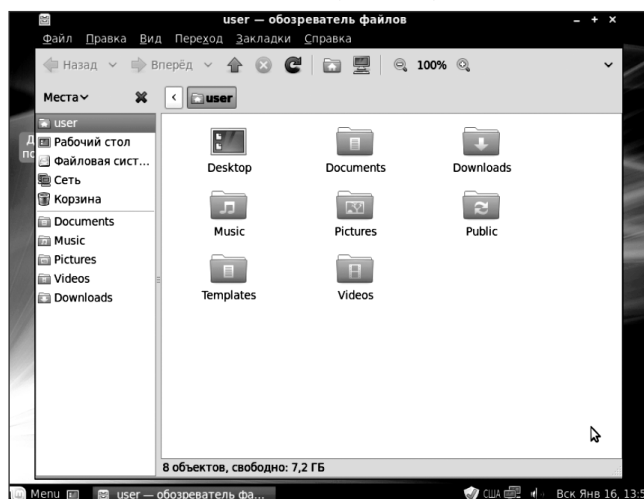 user — обозреватель файлов
Файл Правка Вид Переход Закладки Справка
Назад Вперёд 100%
Места user
user
Рабочий стол
Файловая сист...
Сеть
Корзина
Documents
Music
Pictures
Videos
Downloads
Desktop Documents Downloads
Music Pictures Public
Templates Videos
8 объектов, свободно: 7,2 ГБ
Menu user — обозреватель фа... США Вск Янв 16, 13:5